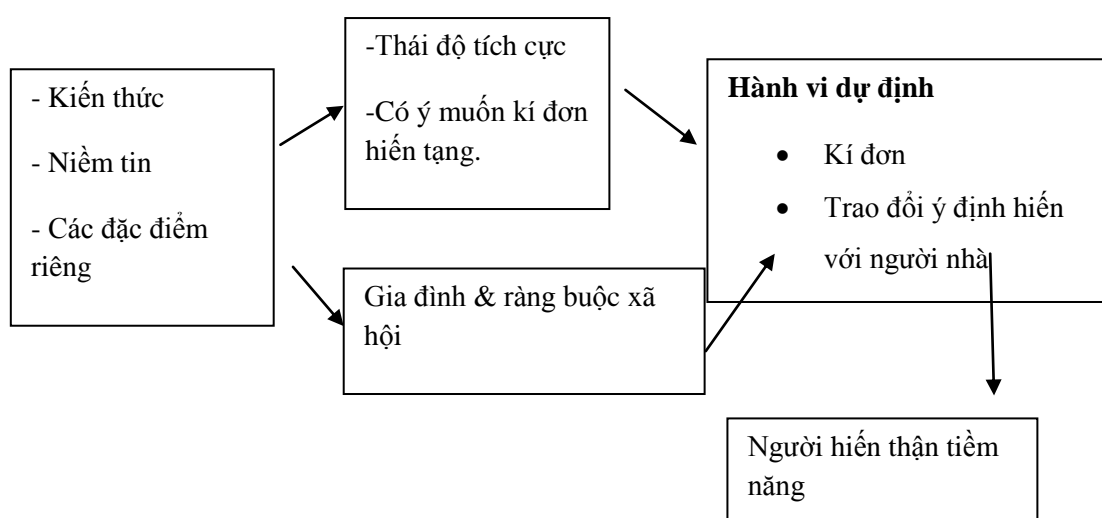 - Kiến thức
- Niềm tin
- Các đặc điểm
riêng
-Thái độ tích cực
-Có ý muốn kí đơn
hiến tạng.
Gia đình & ràng buộc xã
hội
Hành vi dự định
• Kí đơn
• Trao đổi ý định hiến
với người nhà
Người hiến thận tiềm
năng